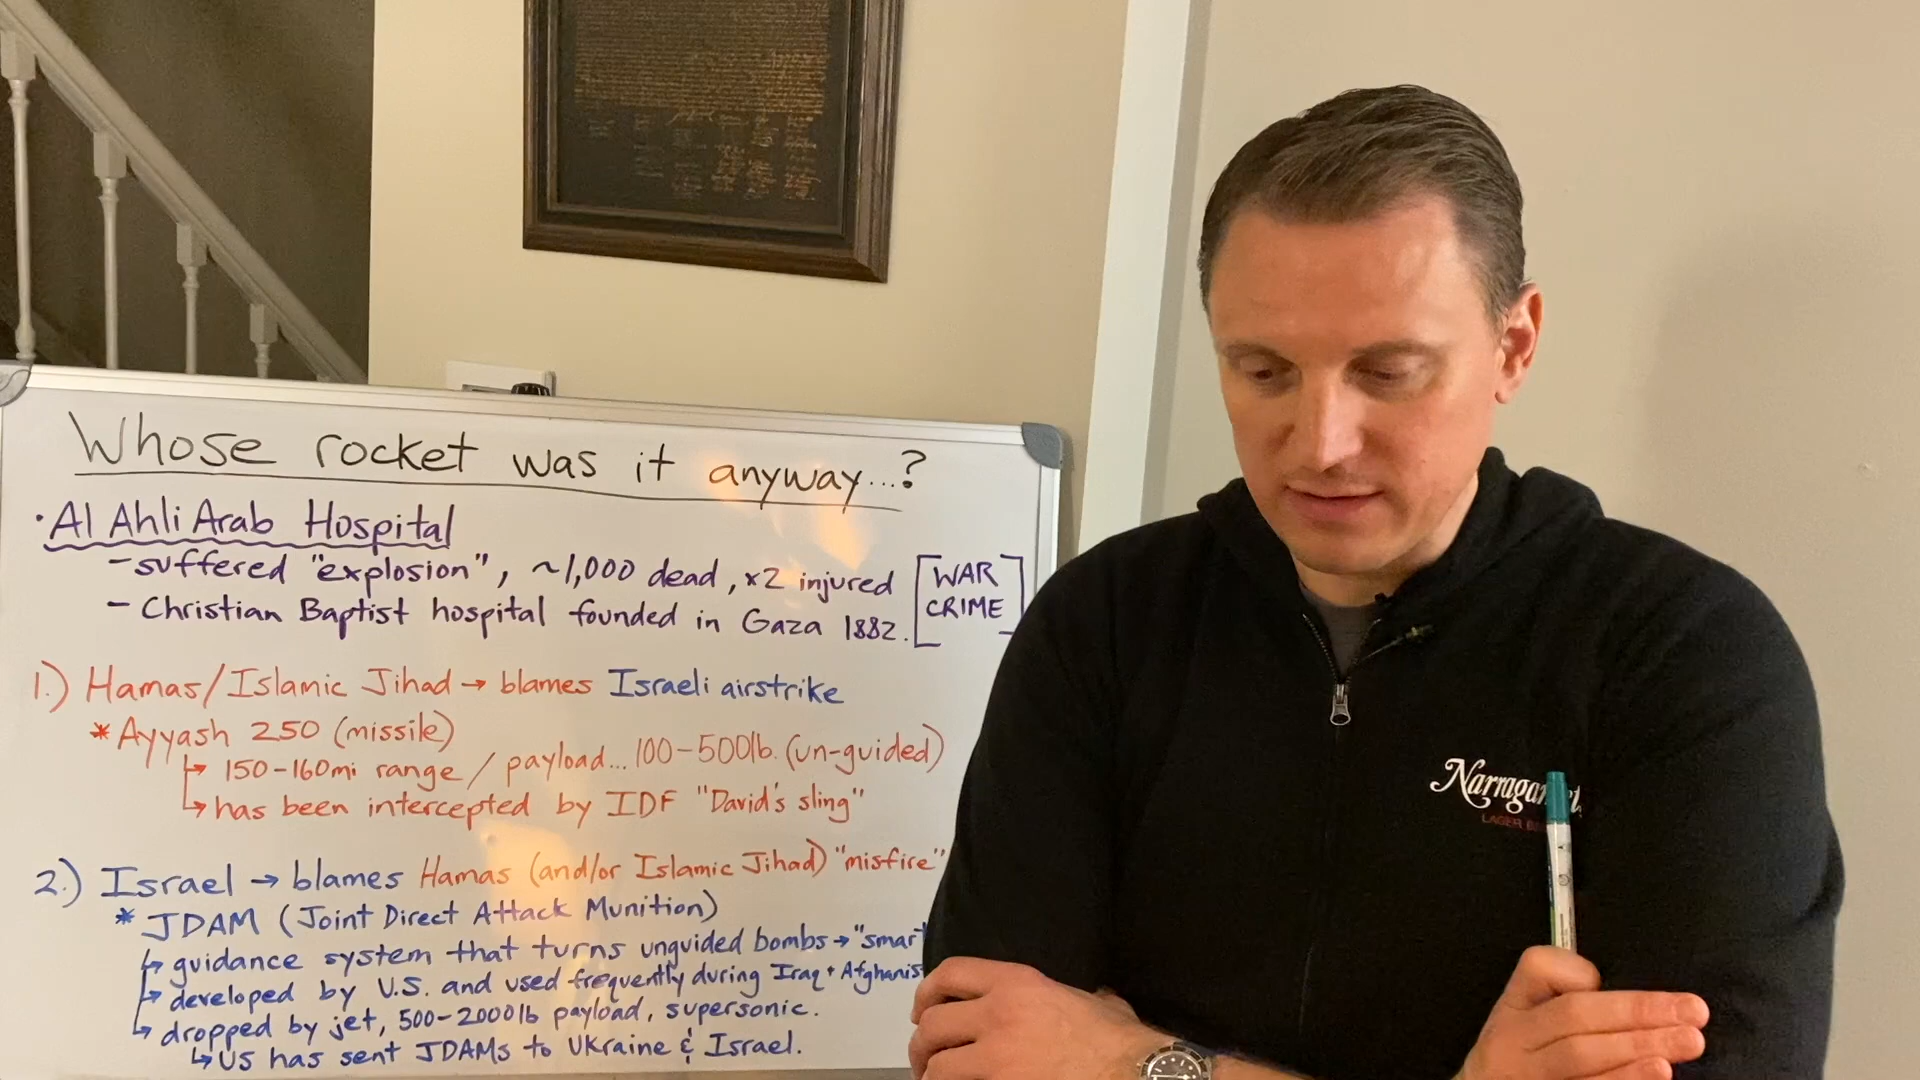 Whose rocket was it anyway...?
• Al Ahli Arab Hospital
- suffered "explosion", ~1,000 dead, x2 injured
- Christian Baptist hospital founded in Gaza 1882.
[WAR
CRIME]
1.) Hamas/Islamic Jihad → blames Israeli airstrike
* Ayyash 250 (missile)
↳ 150-160mi range / payload... 100-500lb. (un-guided)
↳ has been intercepted by IDF "David's sling"
2.) Israel → blames Hamas (and/or Islamic Jihad) "misfire"
* JDAM (Joint Direct Attack Munition)
↳ guidance system that turns unguided bombs → "smart
↳ developed by U.S. and used frequently during Iraq + Afghanis
↳ dropped by jet, 500-2000lb payload, supersonic.
↳ US has sent JDAMs to Ukraine & Israel.
LAGER